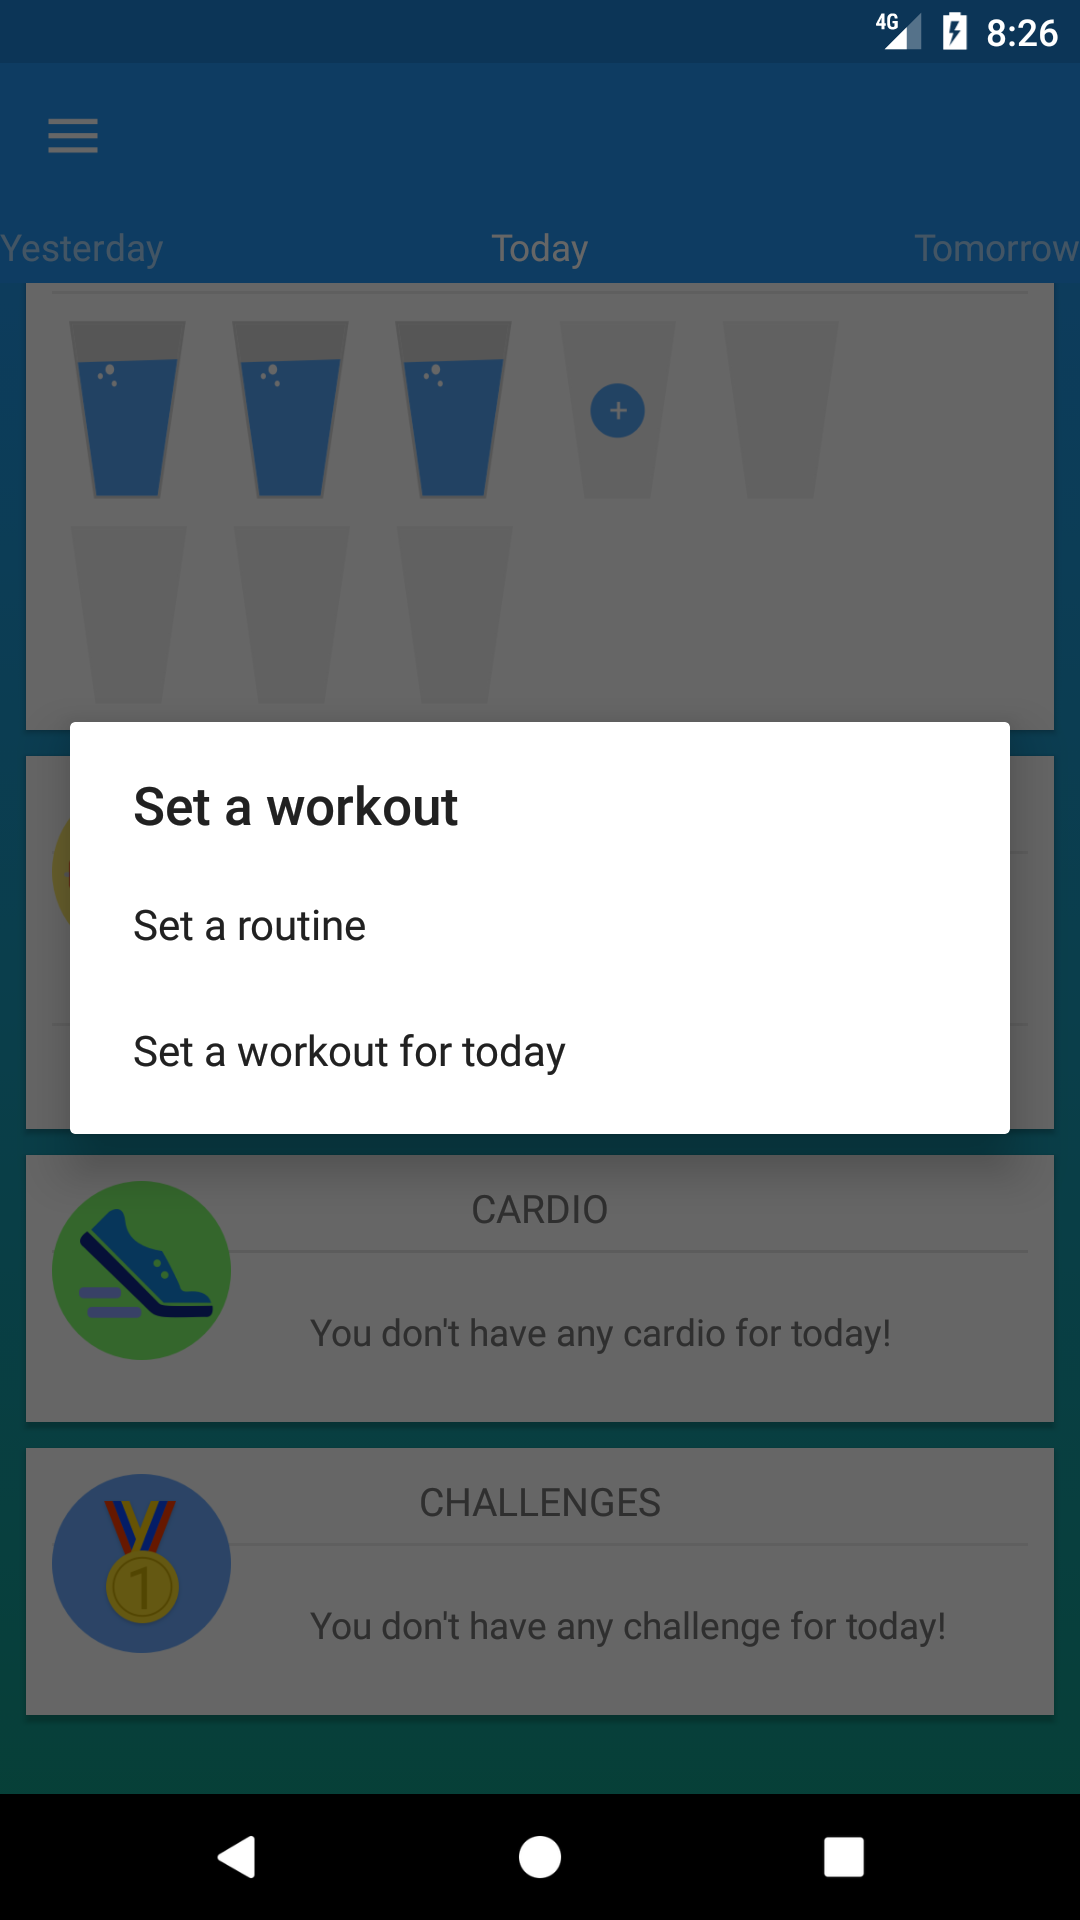 4G 8:26
Yesterday Today Tomorrow
+
Set a workout
Set a routine
Set a workout for today
CARDIO
You don't have any cardio for today!
CHALLENGES
1
You don't have any challenge for today!